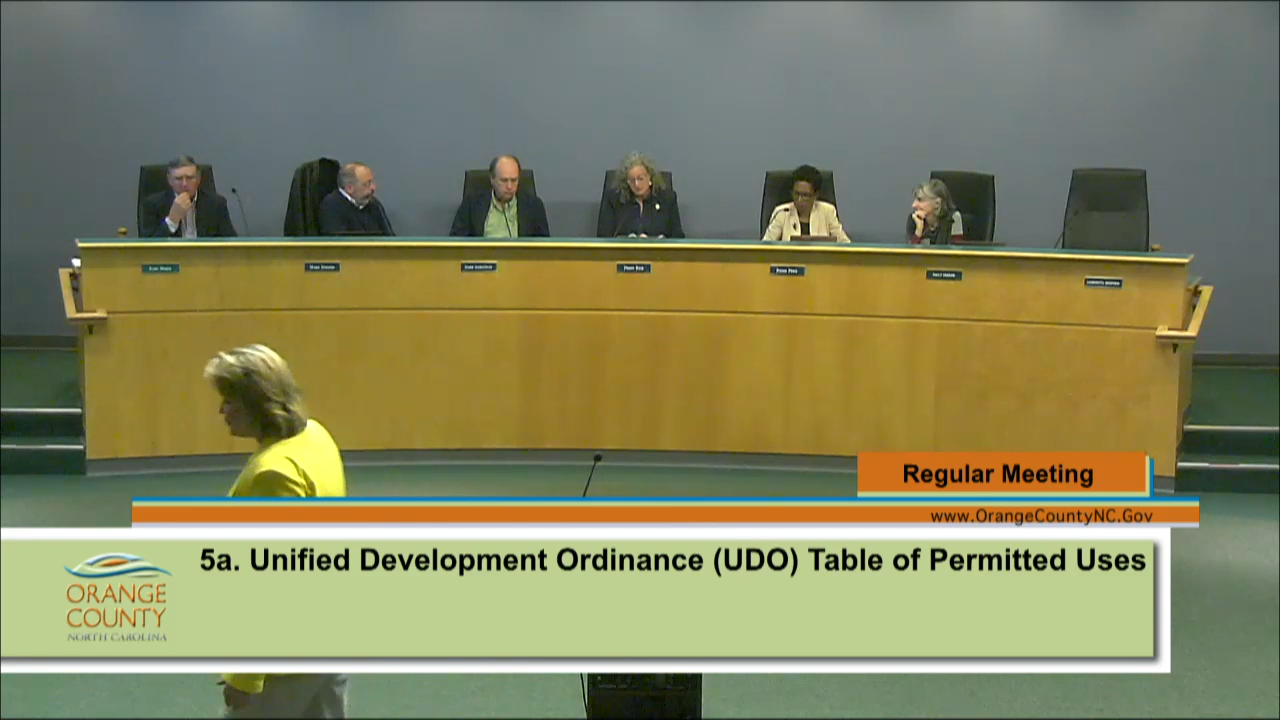 Regular Meeting
www.OrangeCountyNC.Gov
5a. Unified Development Ordinance (UDO) Table of Permitted Uses
ORANGE
COUNTY
NORTH CAROLINA